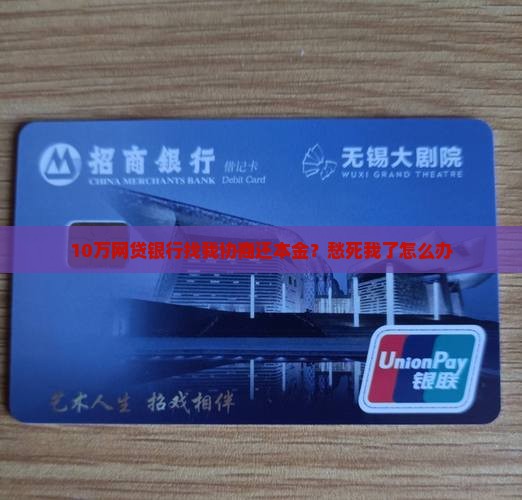 招商銀行 借记卡
CHINA MERCHANTS BANK Debit Card
无锡大剧院
WUXI GRAND THEATRE
10万网贷银行找我协商还本金？愁死我了怎么办
UnionPay
银联
艺术人生 招戏相伴